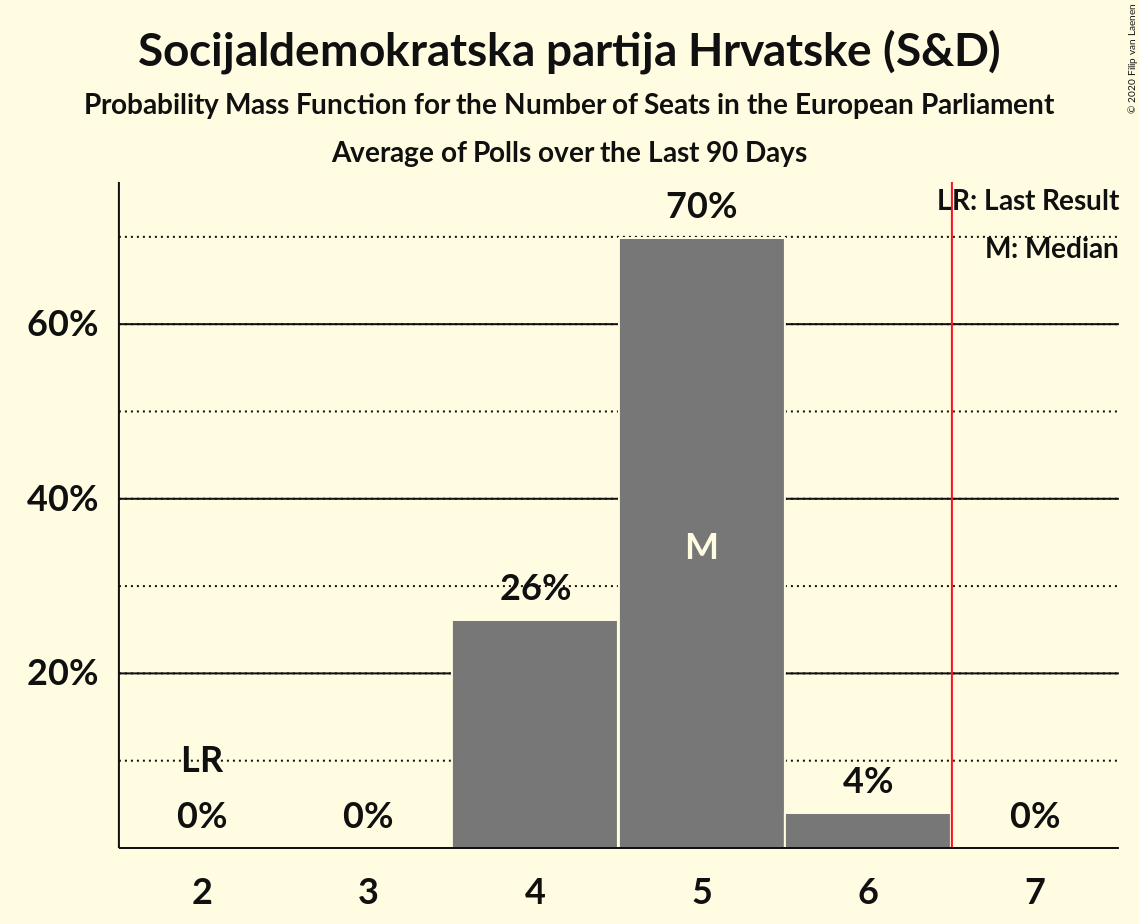 Socijaldemokratska partija Hrvatske (S&D)
Probability Mass Function for the Number of Seats in the European Parliament
Average of Polls over the Last 90 Days
© 2020 Filip van Laenen
LR: Last Result
M: Median
70%
60%
M
40%
26%
20%
LR
4%
0%
0%
0%
2
3
4
5
6
7